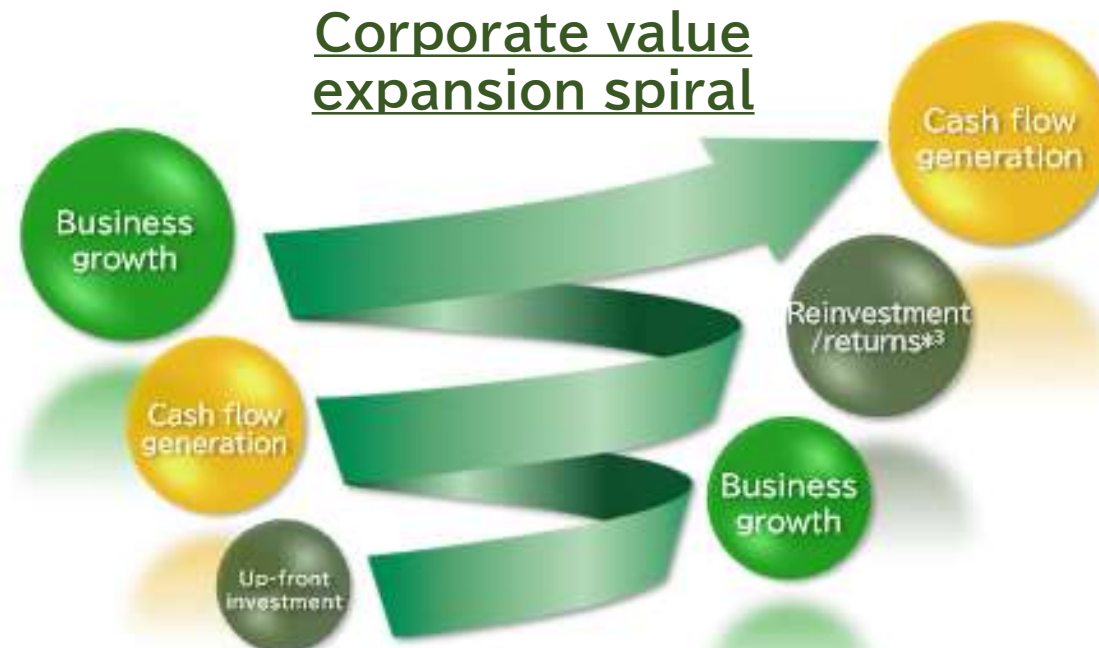 Corporate value
expansion spiral
Cash flow
generation
Business
growth
Reinvestment
/returns*3
Cash flow
generation
Business
growth
Up-front
investment